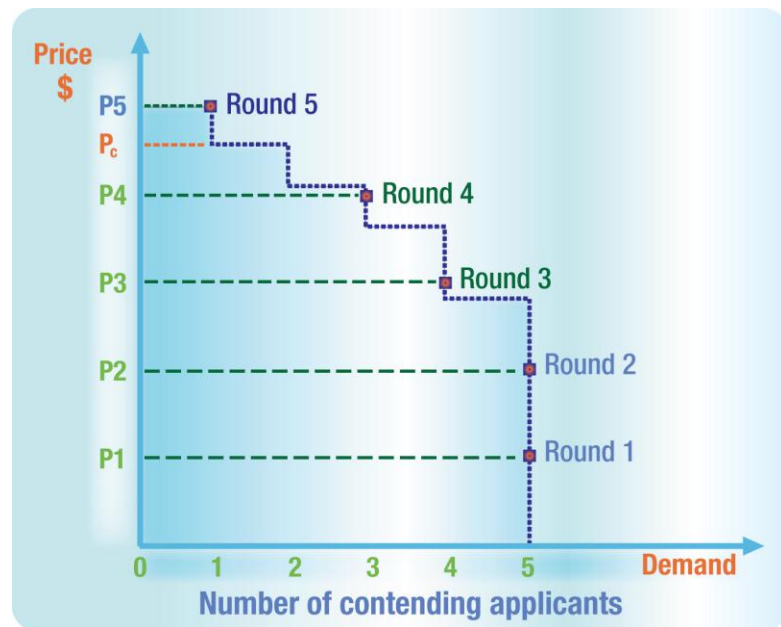 Price
$
P5
Round 5
Pc
P4
Round 4
P3
Round 3
P2
Round 2
P1
Round 1
0 1 2 3 4 5 Demand
Number of contending applicants